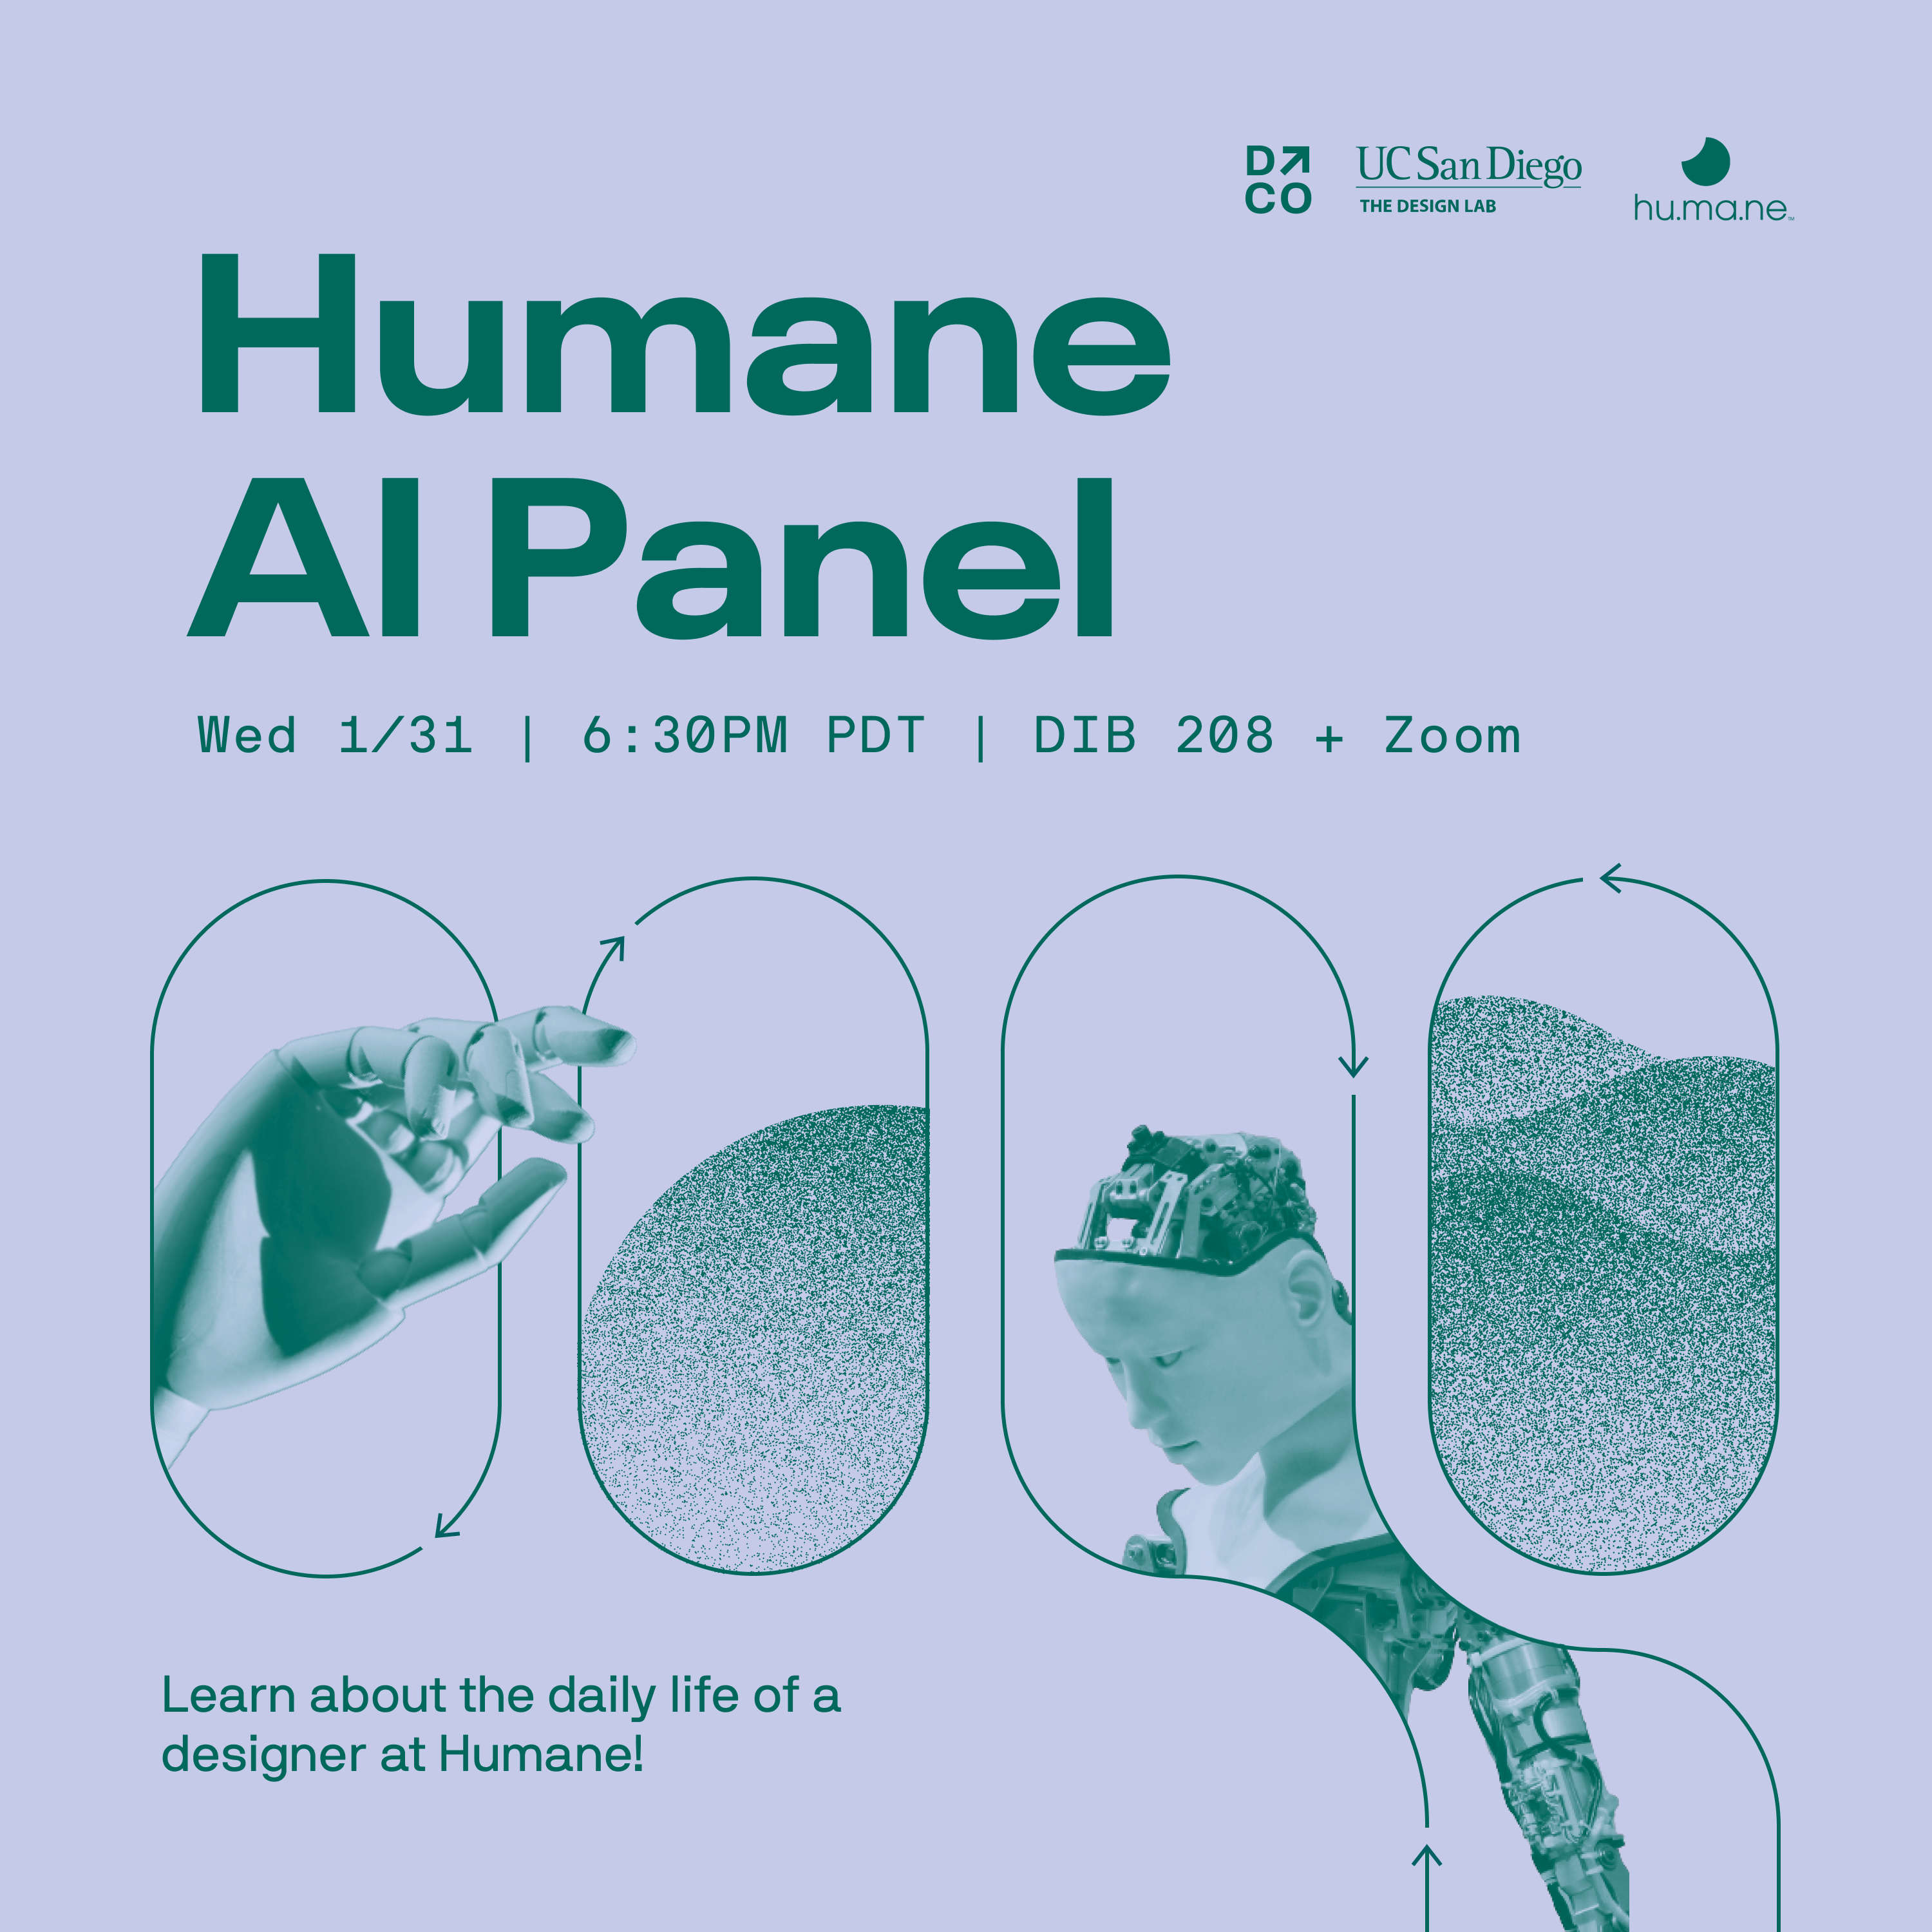 D↗
CO
UC San Diego
THE DESIGN LAB
hu.ma.ne™
Humane
AI Panel
Wed 1/31 | 6:30PM PDT | DIB 208 + Zoom
Learn about the daily life of a
designer at Humane!